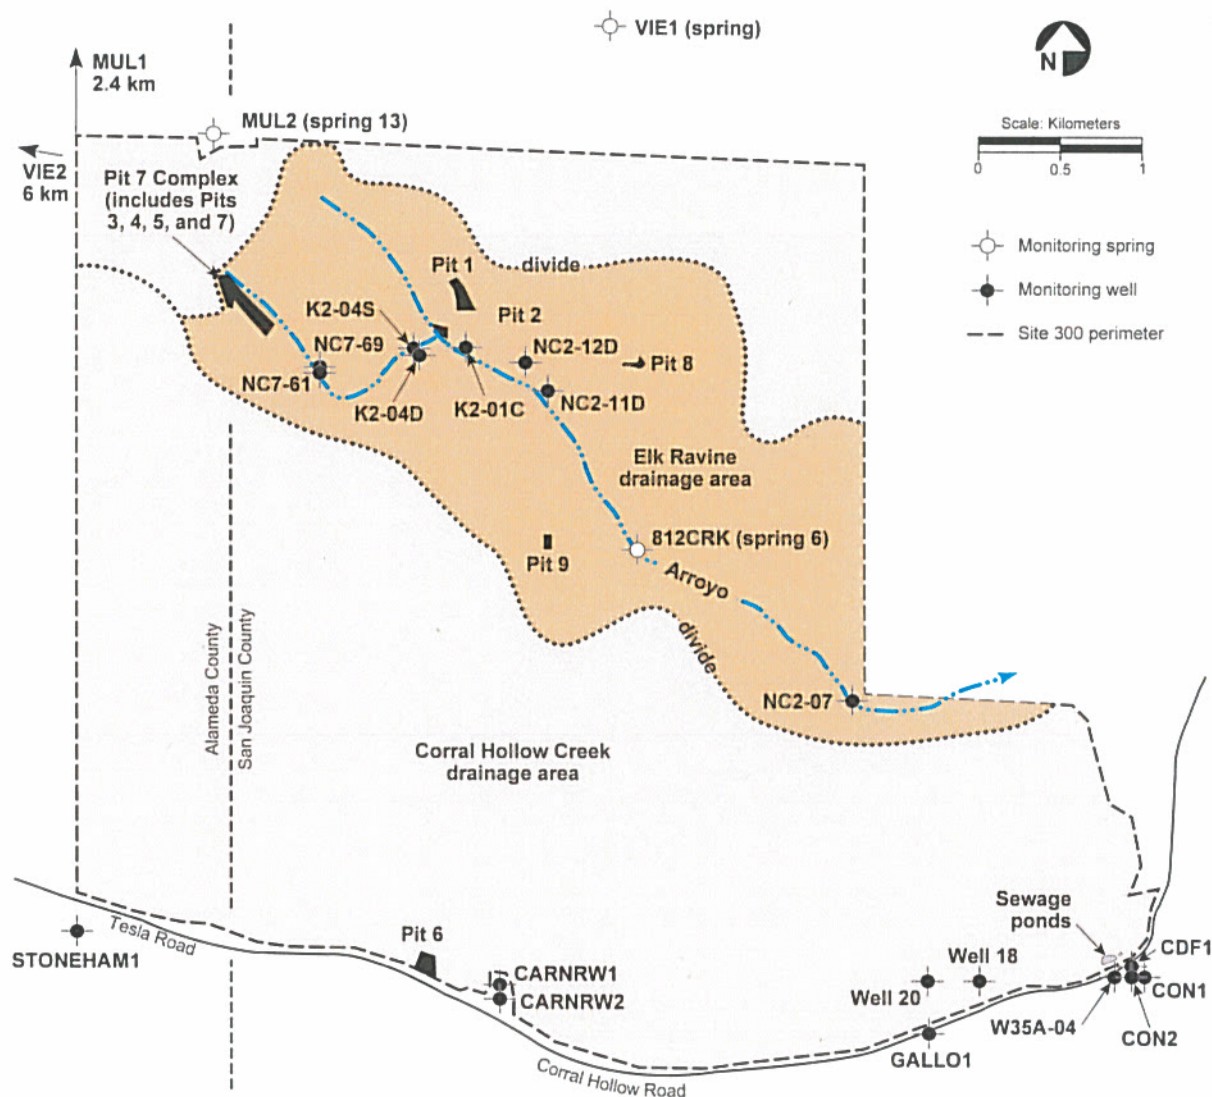 VIE1 (spring)
MUL1
2.4 km
N
MUL2 (spring 13)
Scale: Kilometers
0 0.5 1
VIE2
6 km
Pit 7 Complex
(includes Pits
3, 4, 5, and 7)
Monitoring spring
Monitoring well
Site 300 perimeter
divide
Pit 1
K2-04S
Pit 2
NC7-69
NC2-12D
Pit 8
NC7-61
K2-04D
K2-01C
NC2-11D
Elk Ravine
drainage area
812CRK (spring 6)
Pit 9
Arroyo
divide
NC2-07
Alameda County
San Joaquin County
Corral Hollow Creek
drainage area
Sewage
ponds
Pit 6
Tesla Road
STONEHAM1
CARNRW1
CARNRW2
Well 18
Well 20
CDF1
CON1
W35A-04
CON2
GALLO1
Corral Hollow Road